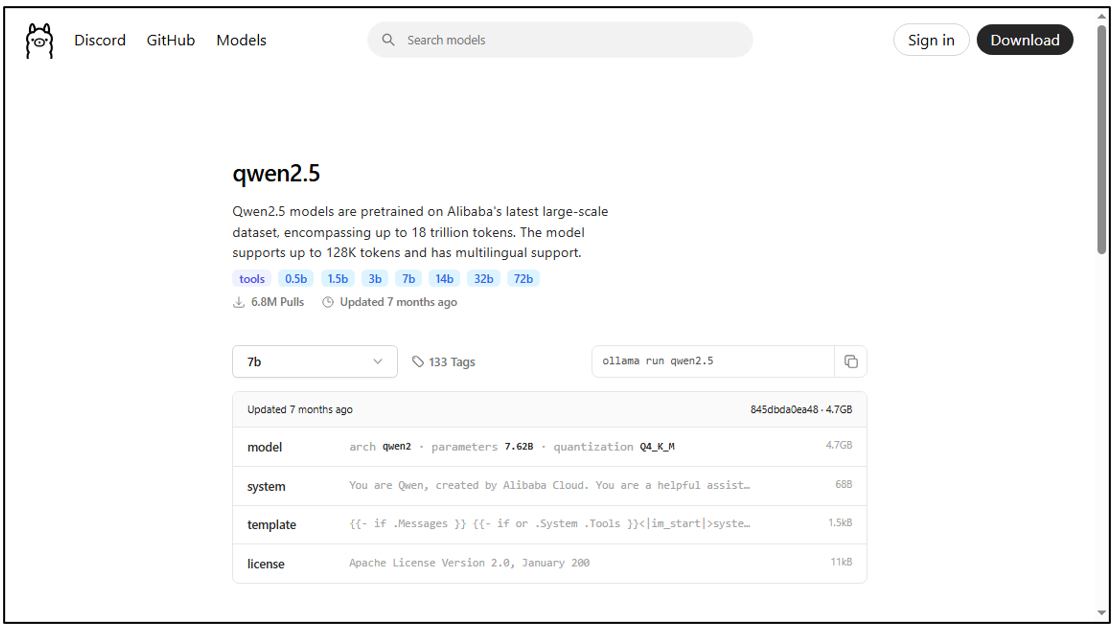 Discord GitHub Models Search models Sign in Download
qwen2.5
Qwen2.5 models are pretrained on Alibaba's latest large-scale
dataset, encompassing up to 18 trillion tokens. The model
supports up to 128K tokens and has multilingual support.
tools 0.5b 1.5b 3b 7b 14b 32b 72b
6.8M Pulls Updated 7 months ago
7b 133 Tags ollama run qwen2.5
Updated 7 months ago 845dbda0ea48 · 4.7GB
model arch qwen2 · parameters 7.62B · quantization Q4_K_M 4.7GB
system You are Qwen, created by Alibaba Cloud. You are a helpful assist… 68B
template {{- if .Messages }} {{- if or .System .Tools }}<|im_start|>syste… 1.5kB
license Apache License Version 2.0, January 200 11kB